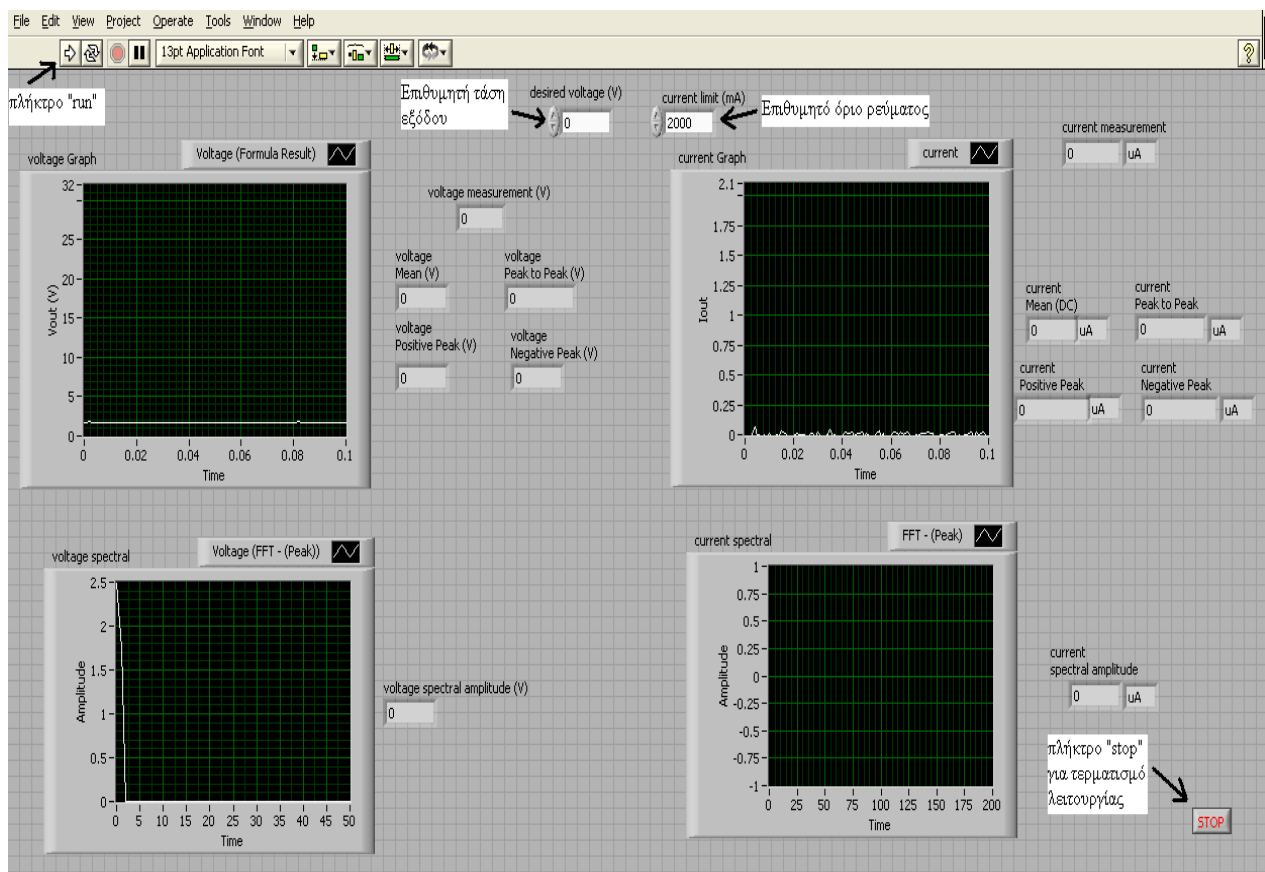 File Edit View Project Operate Tools Window Help
13pt Application Font
?
πλήκτρο "run"
Επιθυμητή τάση
εξόδου
desired voltage (V)
0
current limit (mA)
2000
Επιθυμητό όριο ρεύματος
current measurement
0 uA
voltage Graph
Voltage (Formula Result)
32
25
20
15
10
5
0
Vout (V)
0 0.02 0.04 0.06 0.08 0.1
Time
voltage measurement (V)
0
voltage
Mean (V)
0
voltage
Peak to Peak (V)
0
voltage
Positive Peak (V)
0
voltage
Negative Peak (V)
0
current Graph
current
2.1
1.75
1.5
1.25
1
0.75
0.5
0.25
0
Iout
0 0.02 0.04 0.06 0.08 0.1
Time
current
Mean (DC)
0 uA
current
Peak to Peak
0 uA
current
Positive Peak
0 uA
current
Negative Peak
0 uA
voltage spectral
Voltage (FFT - (Peak))
2.5
2
1.5
1
0.5
0
Amplitude
0 5 10 15 20 25 30 35 40 45 50
Time
voltage spectral amplitude (V)
0
current spectral
FFT - (Peak)
1
0.75
0.5
0.25
0
-0.25
-0.5
-0.75
-1
Amplitude
0 25 50 75 100 125 150 175 200
Time
current
spectral amplitude
0 uA
πλήκτρο "stop"
για τερματισμό
λειτουργίας
STOP